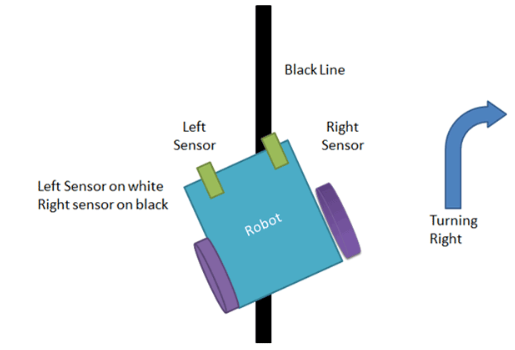 Black Line
Left
Sensor
Right
Sensor
Left Sensor on white
Right sensor on black
Robot
Turning
Right